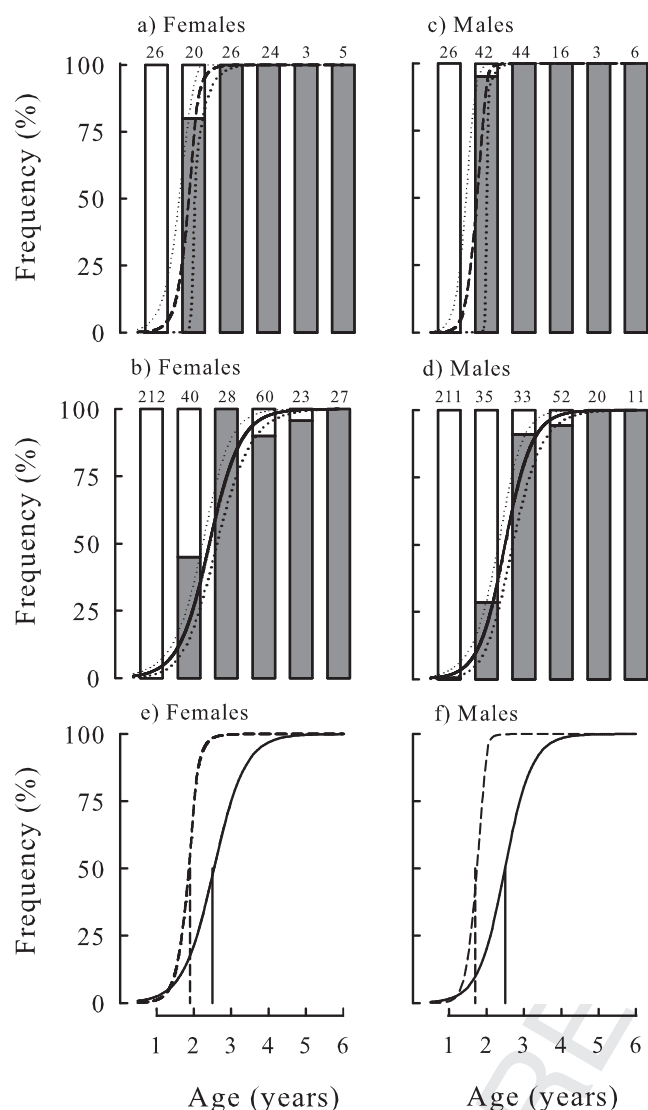 a) Females
c) Males
26 20 26 24 3 5
26 42 44 16 3 6
Frequency (%)
100
75
50
25
0
b) Females
d) Males
212 40 28 60 23 27
211 35 33 52 20 11
Frequency (%)
100
75
50
25
0
e) Females
f) Males
Frequency (%)
100
75
50
25
0
1 2 3 4 5 6
1 2 3 4 5 6
Age (years)
Age (years)
RE